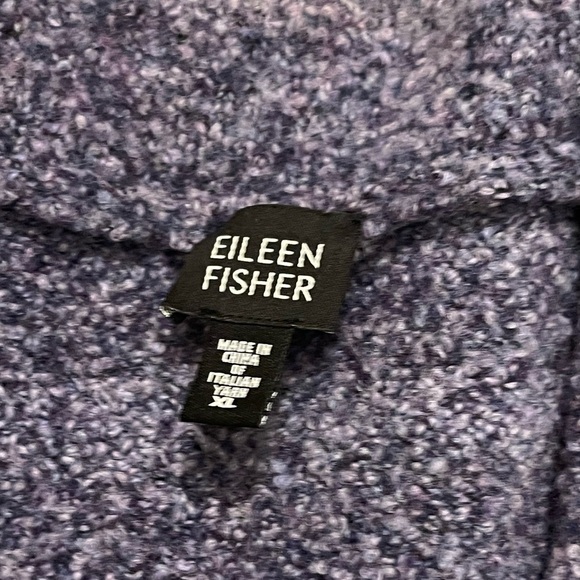 EILEEN
FISHER
MADE IN
CHINA
OF
ITALIAN
YARN
XL